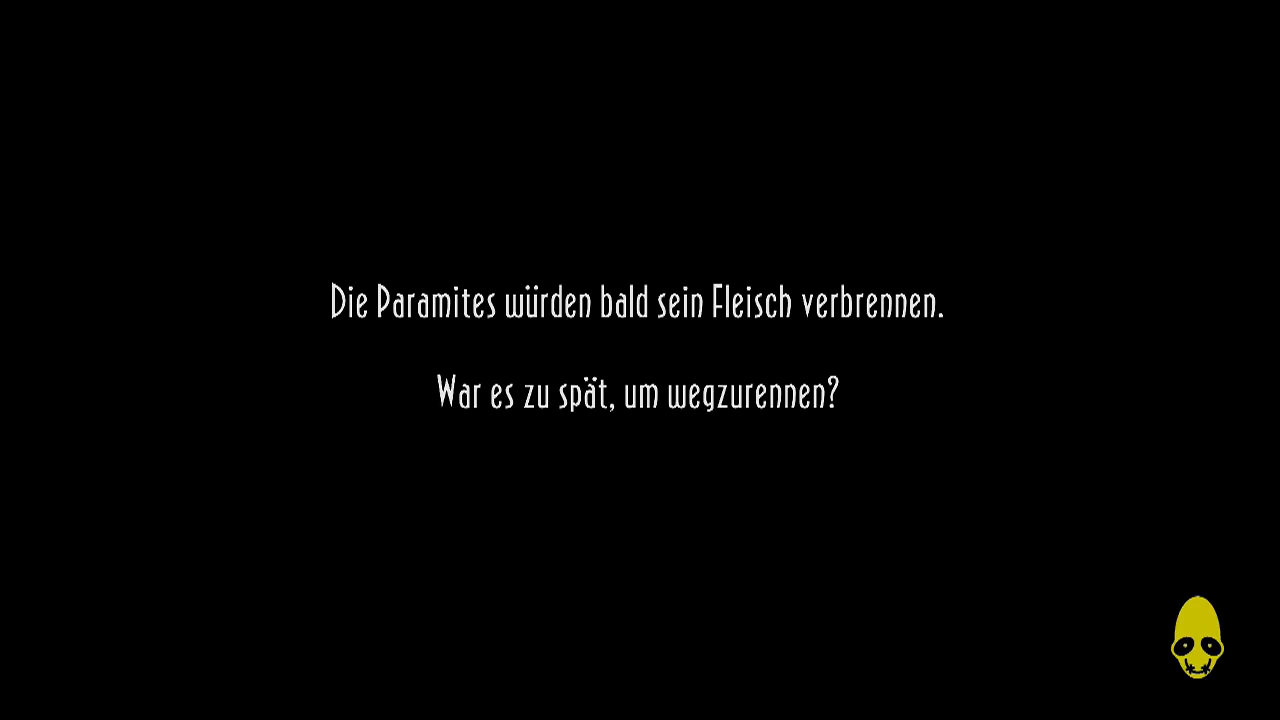 Die Paramites würden bald sein Fleisch verbrennen.
War es zu spät, um wegzurennen?